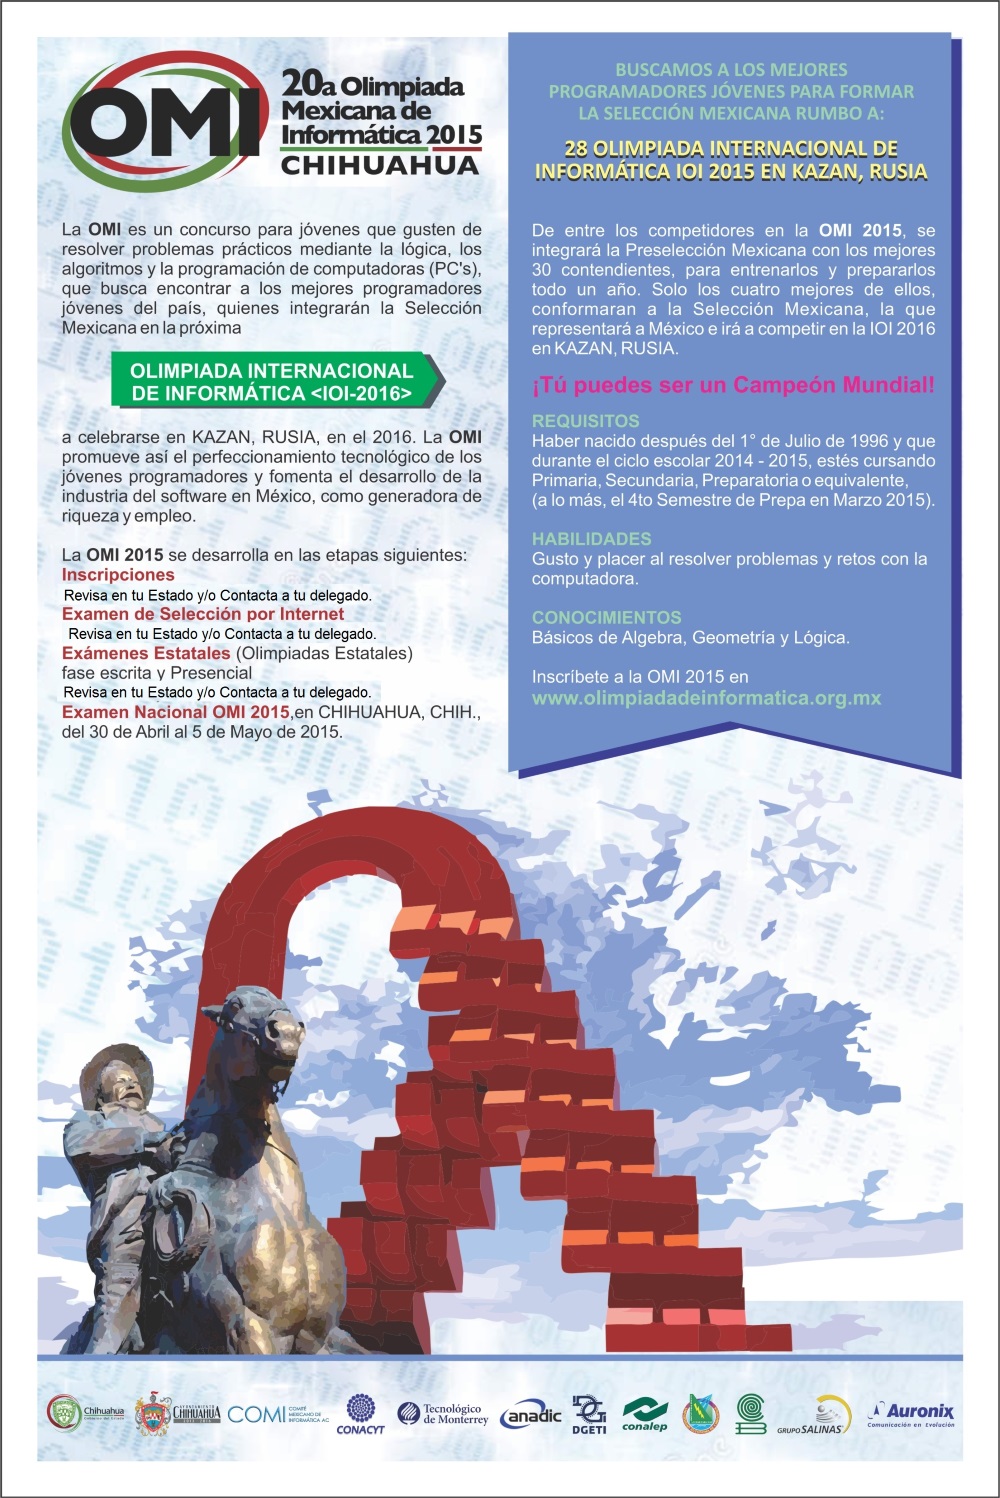 OMI
20a Olimpiada
Mexicana de
Informática 2015
CHIHUAHUA
La OMI es un concurso para jóvenes que gusten de
resolver problemas prácticos mediante la lógica, los
algoritmos y la programación de computadoras (PC's),
que busca encontrar a los mejores programadores
jóvenes del país, quienes integrarán la Selección
Mexicana en la próxima
OLIMPIADA INTERNACIONAL
DE INFORMÁTICA <IOI-2016>
a celebrarse en KAZAN, RUSIA, en el 2016. La OMI
promueve así el perfeccionamiento tecnológico de los
jóvenes programadores y fomenta el desarrollo de la
industria del software en México, como generadora de
riqueza y empleo.
La OMI 2015 se desarrolla en las etapas siguientes:
Inscripciones
Revisa en tu Estado y/o Contacta a tu delegado.
Examen de Selección por Internet
Revisa en tu Estado y/o Contacta a tu delegado.
Exámenes Estatales (Olimpiadas Estatales)
fase escrita y Presencial
Revisa en tu Estado y/o Contacta a tu delegado.
Examen Nacional OMI 2015,en CHIHUAHUA, CHIH.,
del 30 de Abril al 5 de Mayo de 2015.
BUSCAMOS A LOS MEJORES
PROGRAMADORES JÓVENES PARA FORMAR
LA SELECCIÓN MEXICANA RUMBO A:
28 OLIMPIADA INTERNACIONAL DE
INFORMÁTICA IOI 2015 EN KAZAN, RUSIA
De entre los competidores en la OMI 2015, se
integrará la Preselección Mexicana con los mejores
30 contendientes, para entrenarlos y prepararlos
todo un año. Solo los cuatro mejores de ellos,
conformaran a la Selección Mexicana, la que
representará a México e irá a competir en la IOI 2016
en KAZAN, RUSIA.
¡Tú puedes ser un Campeón Mundial!
REQUISITOS
Haber nacido después del 1° de Julio de 1996 y que
durante el ciclo escolar 2014 - 2015, estés cursando
Primaria, Secundaria, Preparatoria o equivalente,
(a lo más, el 4to Semestre de Prepa en Marzo 2015).
HABILIDADES
Gusto y placer al resolver problemas y retos con la
computadora.
CONOCIMIENTOS
Básicos de Algebra, Geometría y Lógica.
Inscríbete a la OMI 2015 en
www.olimpiadadeinformatica.org.mx
Chihuahua
AYUNTAMIENTO
CHIHUAHUA
COMI COMITÉ
MEXICANO DE
INFORMÁTICA AC
CONACYT
Tecnológico
de Monterrey
anadic
DGETI
conalep
GRUPO SALINAS
Auronix
Comunicación en Evolución